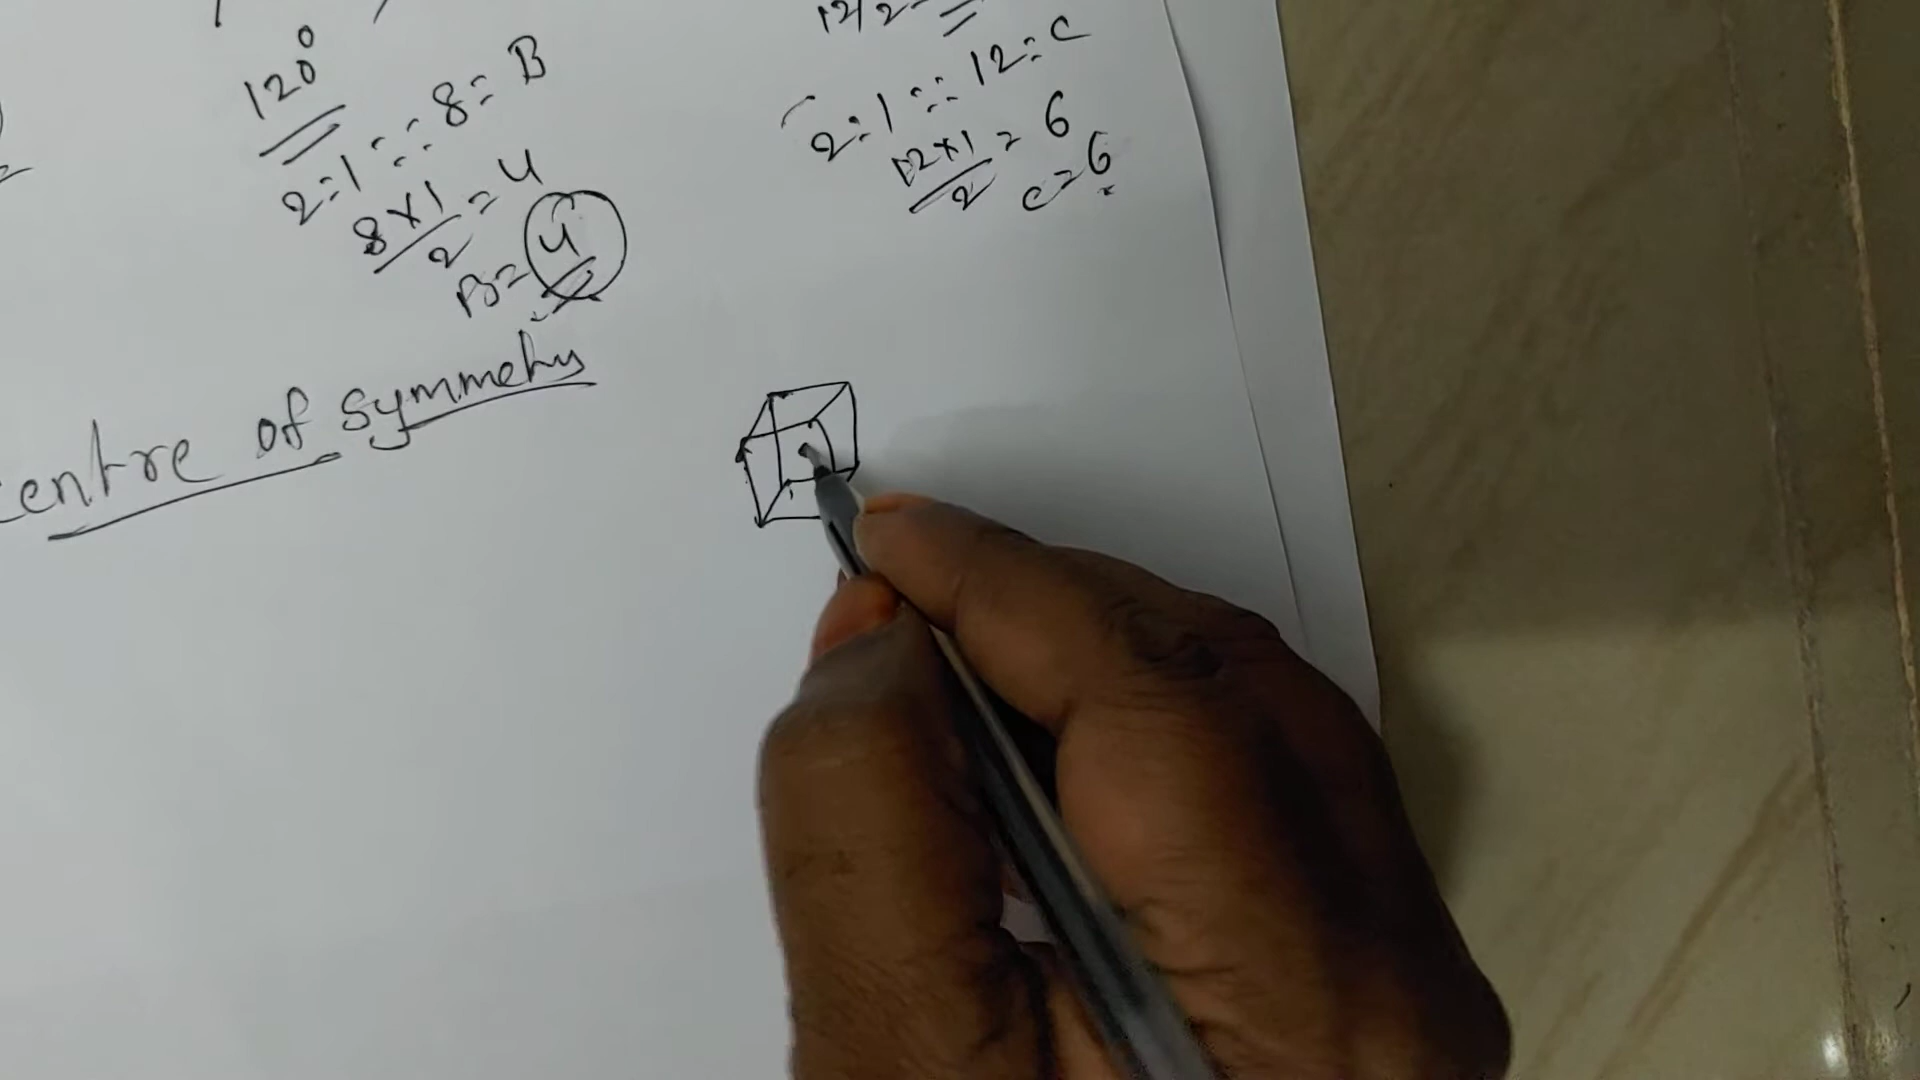 120°
2:1 :: 8:B
8×1/2 = 4
B= 4
12/2=
2:1 :: 12:C
12×1/2 = 6
C=6
centre of symmetry